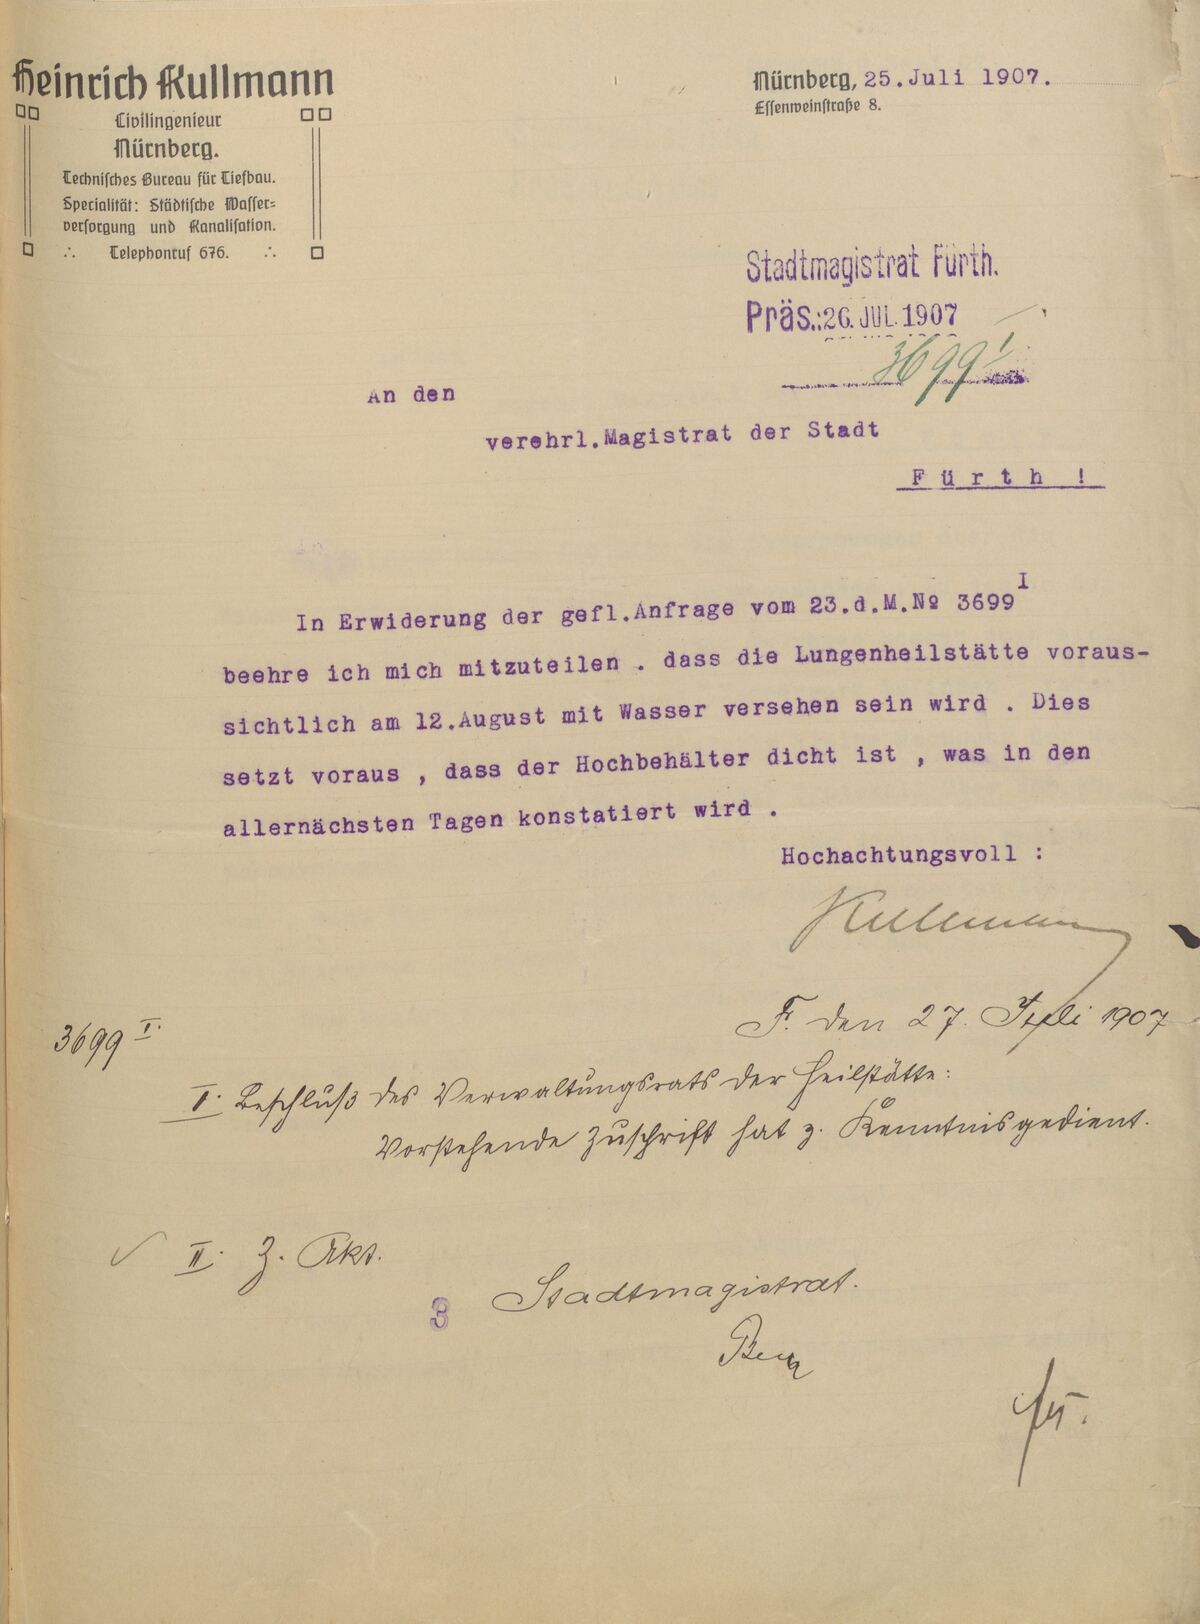 Heinrich Kullmann
Civilingenieur
Nürnberg.
Technisches Bureau für Tiefbau.
Specialität: Städtische Wasser-
versorgung und Kanalisation.
Telephonruf 676.
Nürnberg, 25.Juli 1907.
Essenweinstraße 8.
Stadtmagistrat Fürth.
Präs.: 26. JUL. 1907
3699 I
An den
verehrl.Magistrat der Stadt
Fürth !
In Erwiderung der gefl.Anfrage vom 23.d.M.No 3699 I
beehre ich mich mitzuteilen . dass die Lungenheilstätte voraus-
sichtlich am 12.August mit Wasser versehen sein wird . Dies
setzt voraus , dass der Hochbehälter dicht ist , was in den
allernächsten Tagen konstatiert wird .
Hochachtungsvoll :
Kullmann
3699 I.
F. den 27. Juli 1907
I. Beschluß des Verwaltungsrats der Heilstätte:
Vorstehende Zuschrift hat z. Kenntnis gedient.
II. Z. Akt.
3
Stadtmagistrat.